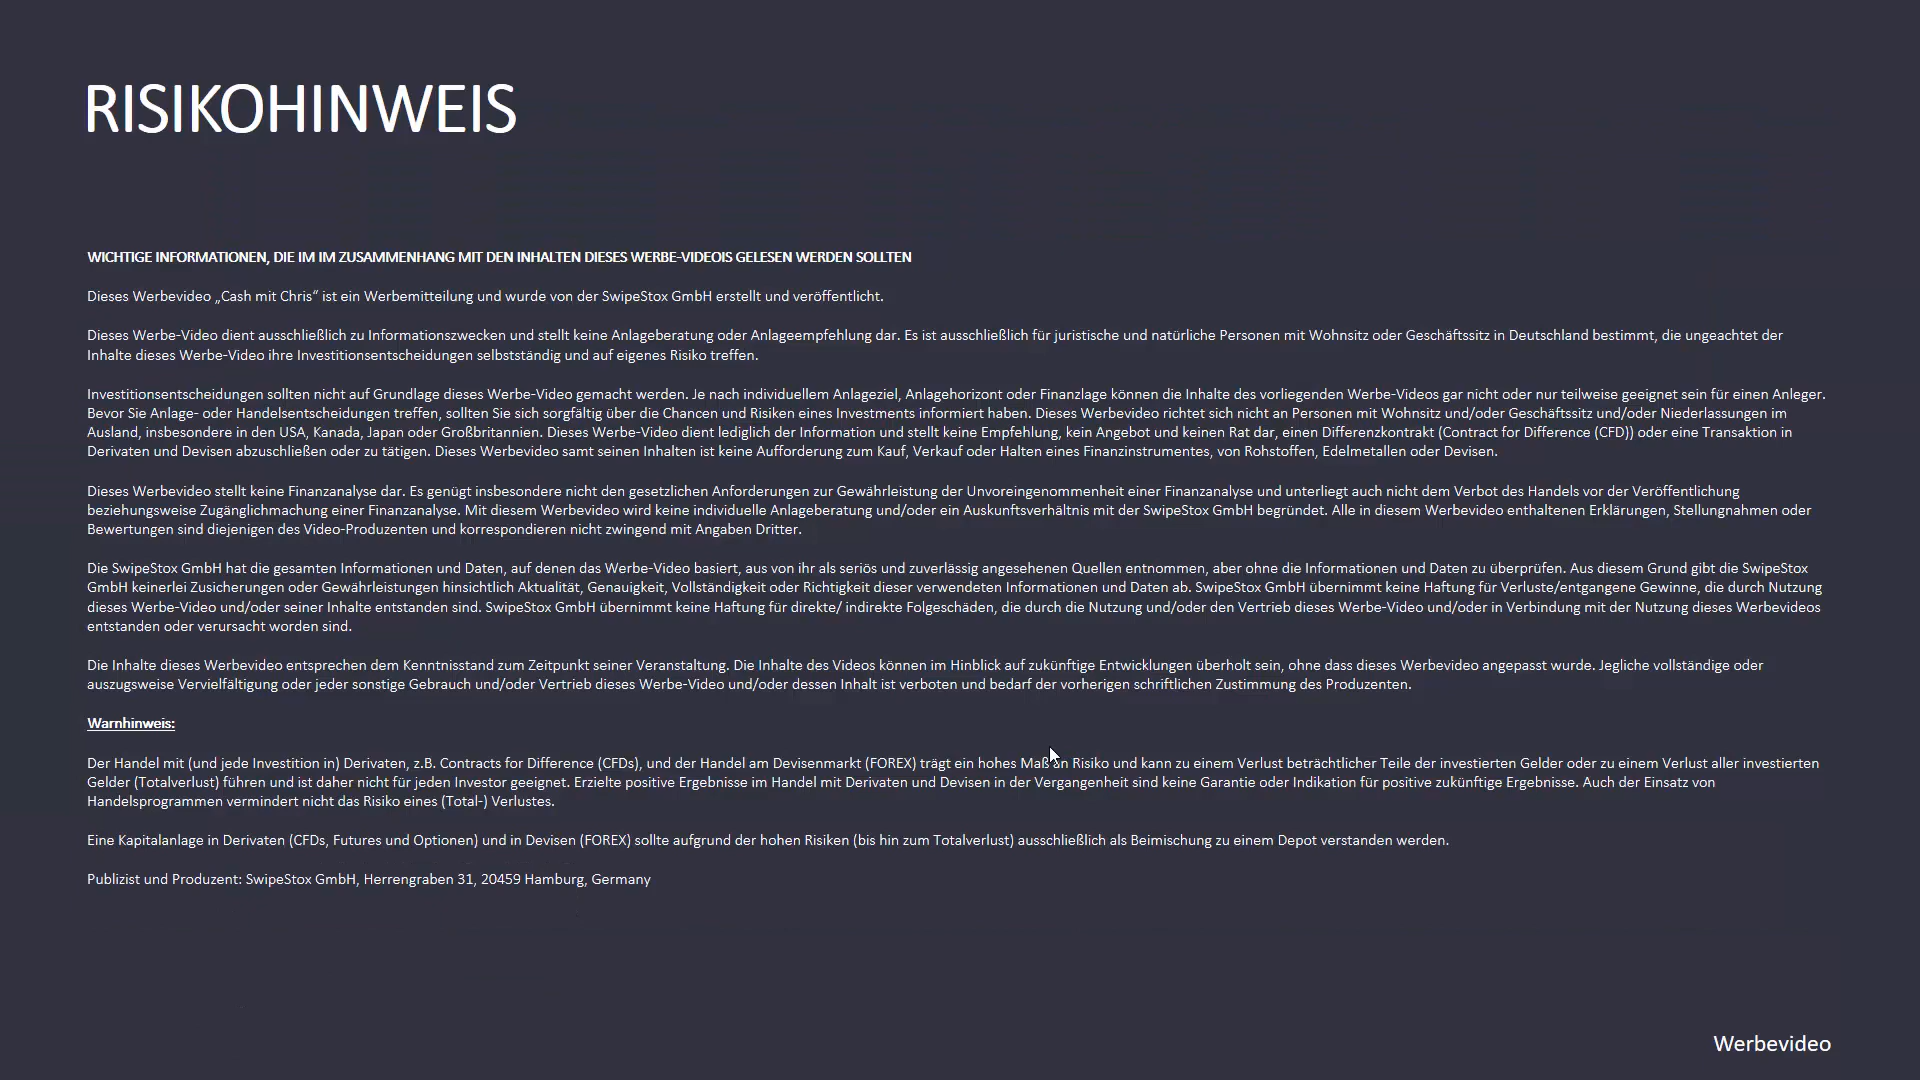 RISIKOHINWEIS
WICHTIGE INFORMATIONEN, DIE IM IM ZUSAMMENHANG MIT DEN INHALTEN DIESES WERBE-VIDEOIS GELESEN WERDEN SOLLTEN
Dieses Werbevideo „Cash mit Chris“ ist ein Werbemitteilung und wurde von der SwipeStox GmbH erstellt und veröffentlicht.
Dieses Werbe-Video dient ausschließlich zu Informationszwecken und stellt keine Anlageberatung oder Anlageempfehlung dar. Es ist ausschließlich für juristische und natürliche Personen mit Wohnsitz oder Geschäftssitz in Deutschland bestimmt, die ungeachtet der
Inhalte dieses Werbe-Video ihre Investitionsentscheidungen selbstständig und auf eigenes Risiko treffen.
Investitionsentscheidungen sollten nicht auf Grundlage dieses Werbe-Video gemacht werden. Je nach individuellem Anlageziel, Anlagehorizont oder Finanzlage können die Inhalte des vorliegenden Werbe-Videos gar nicht oder nur teilweise geeignet sein für einen Anleger.
Bevor Sie Anlage- oder Handelsentscheidungen treffen, sollten Sie sich sorgfältig über die Chancen und Risiken eines Investments informiert haben. Dieses Werbevideo richtet sich nicht an Personen mit Wohnsitz und/oder Geschäftssitz und/oder Niederlassungen im
Ausland, insbesondere in den USA, Kanada, Japan oder Großbritannien. Dieses Werbe-Video dient lediglich der Information und stellt keine Empfehlung, kein Angebot und keinen Rat dar, einen Differenzkontrakt (Contract for Difference (CFD)) oder eine Transaktion in
Derivaten und Devisen abzuschließen oder zu tätigen. Dieses Werbevideo samt seinen Inhalten ist keine Aufforderung zum Kauf, Verkauf oder Halten eines Finanzinstrumentes, von Rohstoffen, Edelmetallen oder Devisen.
Dieses Werbevideo stellt keine Finanzanalyse dar. Es genügt insbesondere nicht den gesetzlichen Anforderungen zur Gewährleistung der Unvoreingenommenheit einer Finanzanalyse und unterliegt auch nicht dem Verbot des Handels vor der Veröffentlichung
beziehungsweise Zugänglichmachung einer Finanzanalyse. Mit diesem Werbevideo wird keine individuelle Anlageberatung und/oder ein Auskunftsverhältnis mit der SwipeStox GmbH begründet. Alle in diesem Werbevideo enthaltenen Erklärungen, Stellungnahmen oder
Bewertungen sind diejenigen des Video-Produzenten und korrespondieren nicht zwingend mit Angaben Dritter.
Die SwipeStox GmbH hat die gesamten Informationen und Daten, auf denen das Werbe-Video basiert, aus von ihr als seriös und zuverlässig angesehenen Quellen entnommen, aber ohne die Informationen und Daten zu überprüfen. Aus diesem Grund gibt die SwipeStox
GmbH keinerlei Zusicherungen oder Gewährleistungen hinsichtlich Aktualität, Genauigkeit, Vollständigkeit oder Richtigkeit dieser verwendeten Informationen und Daten ab. SwipeStox GmbH übernimmt keine Haftung für Verluste/entgangene Gewinne, die durch Nutzung
dieses Werbe-Video und/oder seiner Inhalte entstanden sind. SwipeStox GmbH übernimmt keine Haftung für direkte/ indirekte Folgeschäden, die durch die Nutzung und/oder den Vertrieb dieses Werbe-Video und/oder in Verbindung mit der Nutzung dieses Werbevideos
entstanden oder verursacht worden sind.
Die Inhalte dieses Werbevideo entsprechen dem Kenntnisstand zum Zeitpunkt seiner Veranstaltung. Die Inhalte des Videos können im Hinblick auf zukünftige Entwicklungen überholt sein, ohne dass dieses Werbevideo angepasst wurde. Jegliche vollständige oder
auszugsweise Vervielfältigung oder jeder sonstige Gebrauch und/oder Vertrieb dieses Werbe-Video und/oder dessen Inhalt ist verboten und bedarf der vorherigen schriftlichen Zustimmung des Produzenten.
Warnhinweis:
Der Handel mit (und jede Investition in) Derivaten, z.B. Contracts for Difference (CFDs), und der Handel am Devisenmarkt (FOREX) trägt ein hohes Maß an Risiko und kann zu einem Verlust beträchtlicher Teile der investierten Gelder oder zu einem Verlust aller investierten
Gelder (Totalverlust) führen und ist daher nicht für jeden Investor geeignet. Erzielte positive Ergebnisse im Handel mit Derivaten und Devisen in der Vergangenheit sind keine Garantie oder Indikation für positive zukünftige Ergebnisse. Auch der Einsatz von
Handelsprogrammen vermindert nicht das Risiko eines (Total-) Verlustes.
Eine Kapitalanlage in Derivaten (CFDs, Futures und Optionen) und in Devisen (FOREX) sollte aufgrund der hohen Risiken (bis hin zum Totalverlust) ausschließlich als Beimischung zu einem Depot verstanden werden.
Publizist und Produzent: SwipeStox GmbH, Herrengraben 31, 20459 Hamburg, Germany
Werbevideo